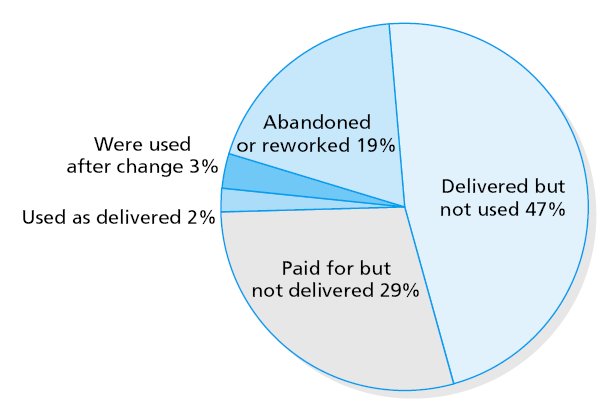 Abandoned
or reworked 19%
Were used
after change 3%
Delivered but
not used 47%
Used as delivered 2%
Paid for but
not delivered 29%